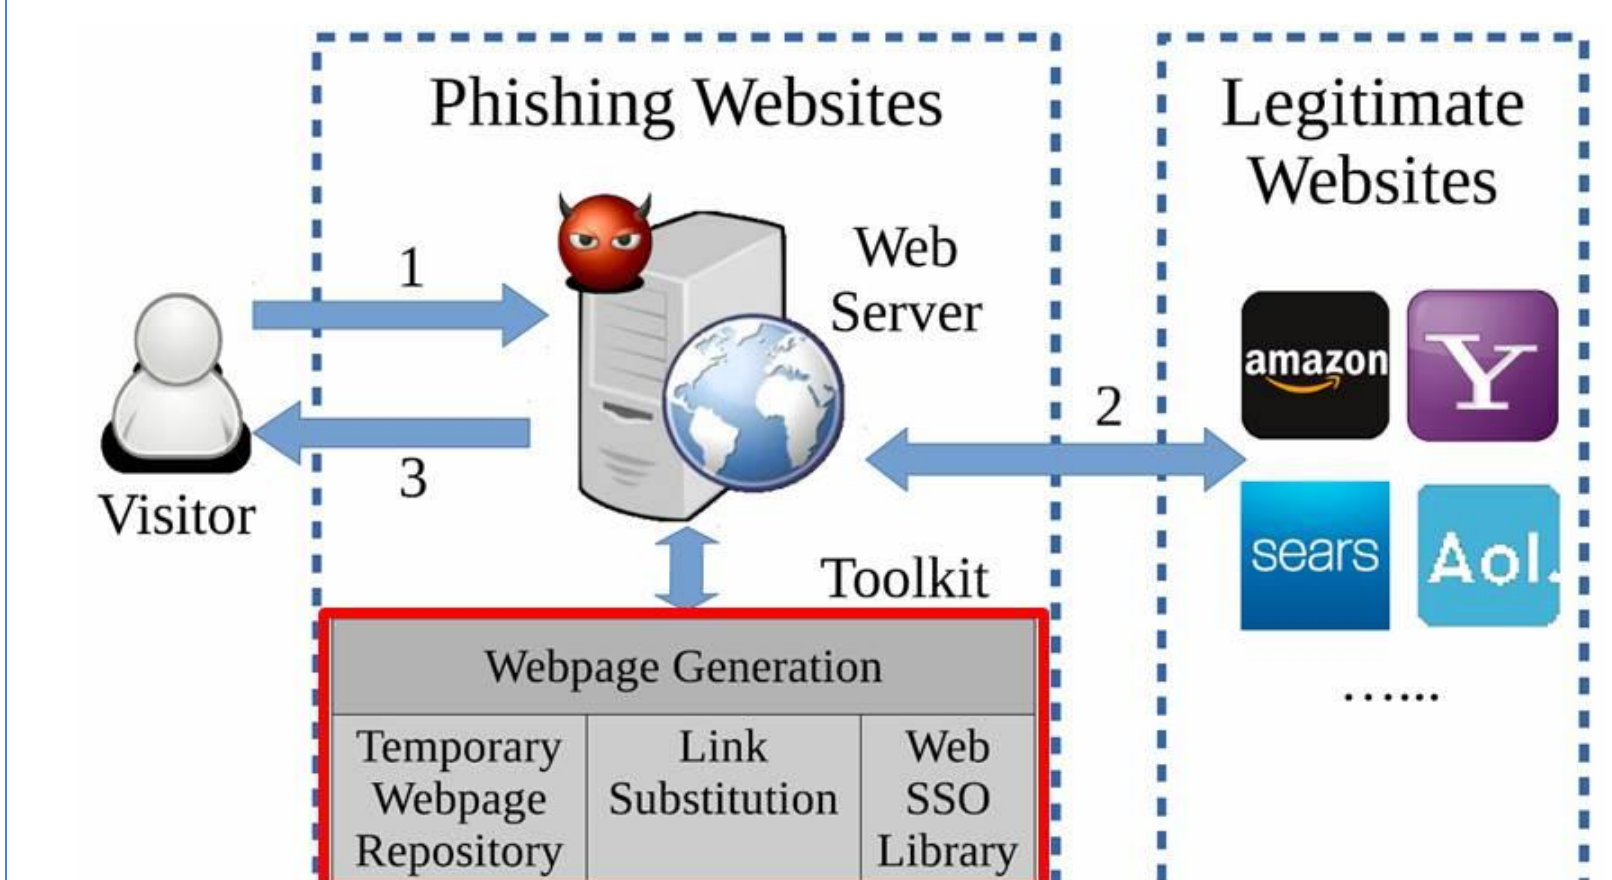 Phishing Websites
Legitimate
Websites
Web
Server
1
2
3
Visitor
amazon
Y
sears
Aol.
Toolkit
…...
Webpage Generation
Temporary
Webpage
Repository
Link
Substitution
Web
SSO
Library